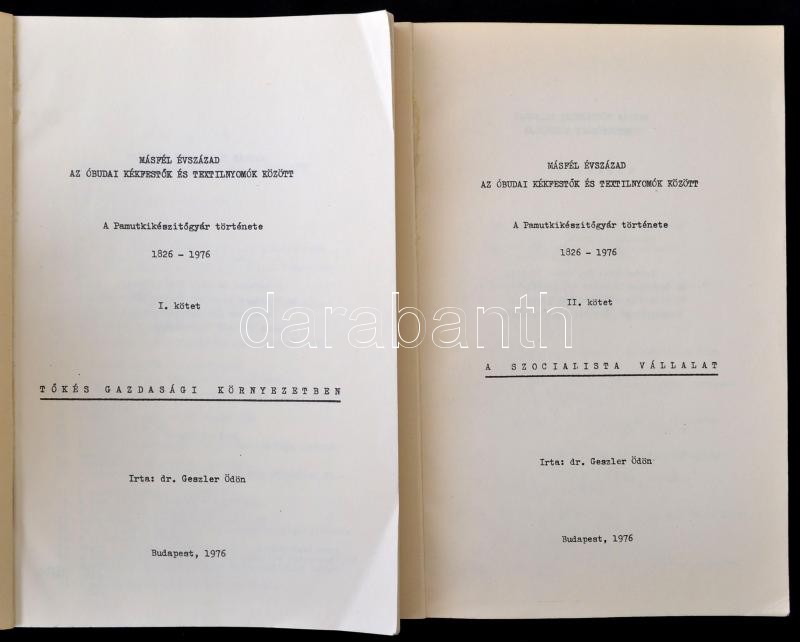 MÁSFÉL ÉVSZÁZAD
AZ ÓBUDAI KÉKFESTŐK ÉS TEXTILNYOMÓK KÖZÖTT
A Pamutkikészitőgyár története
1826 - 1976
I. kötet
TŐKÉS GAZDASÁGI KÖRNYEZETBEN
Irta: dr. Geszler Ödön
Budapest, 1976
MÁSFÉL ÉVSZÁZAD
AZ ÓBUDAI KÉKFESTŐK ÉS TEXTILNYOMÓK KÖZÖTT
A Pamutkikészitőgyár története
1826 - 1976
II. kötet
A SZOCIALISTA VÁLLALAT
Irta: dr. Geszler Ödön
Budapest, 1976
darabanth